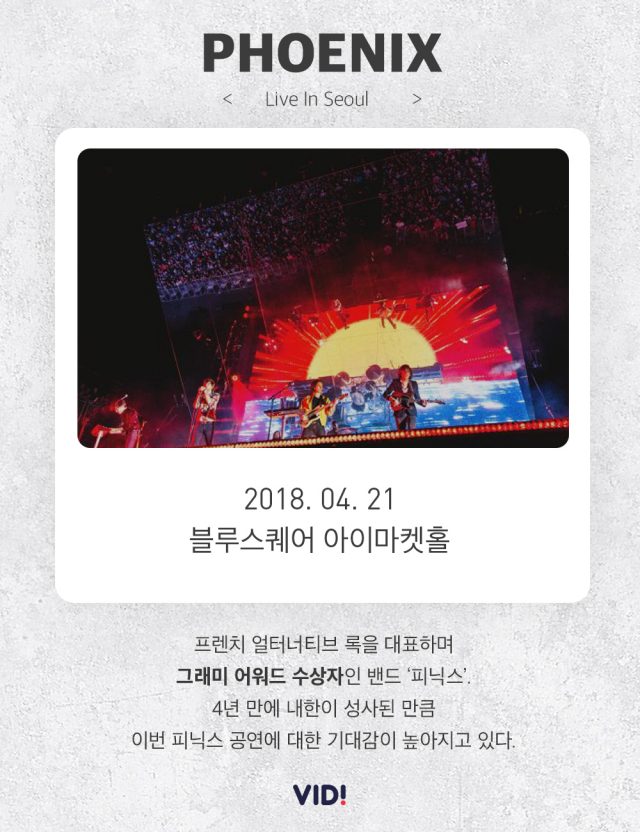 PHOENIX
< Live In Seoul >
2018. 04. 21
블루스퀘어 아이마켓홀
프렌치 얼터너티브 록을 대표하며
그래미 어워드 수상자인 밴드 ‘피닉스’.
4년 만에 내한이 성사된 만큼
이번 피닉스 공연에 대한 기대감이 높아지고 있다.
VID!